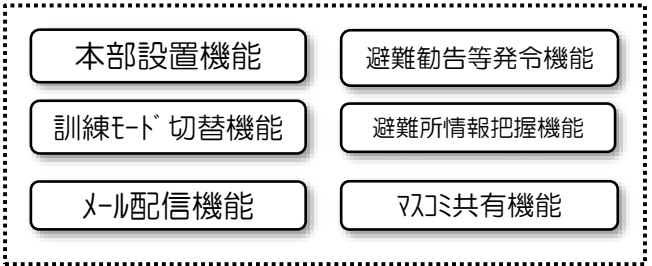 本部設置機能
避難勧告等発令機能
訓練ﾓｰﾄﾞ切替機能
避難所情報把握機能
ﾒｰﾙ配信機能
ﾏｽｺﾐ共有機能